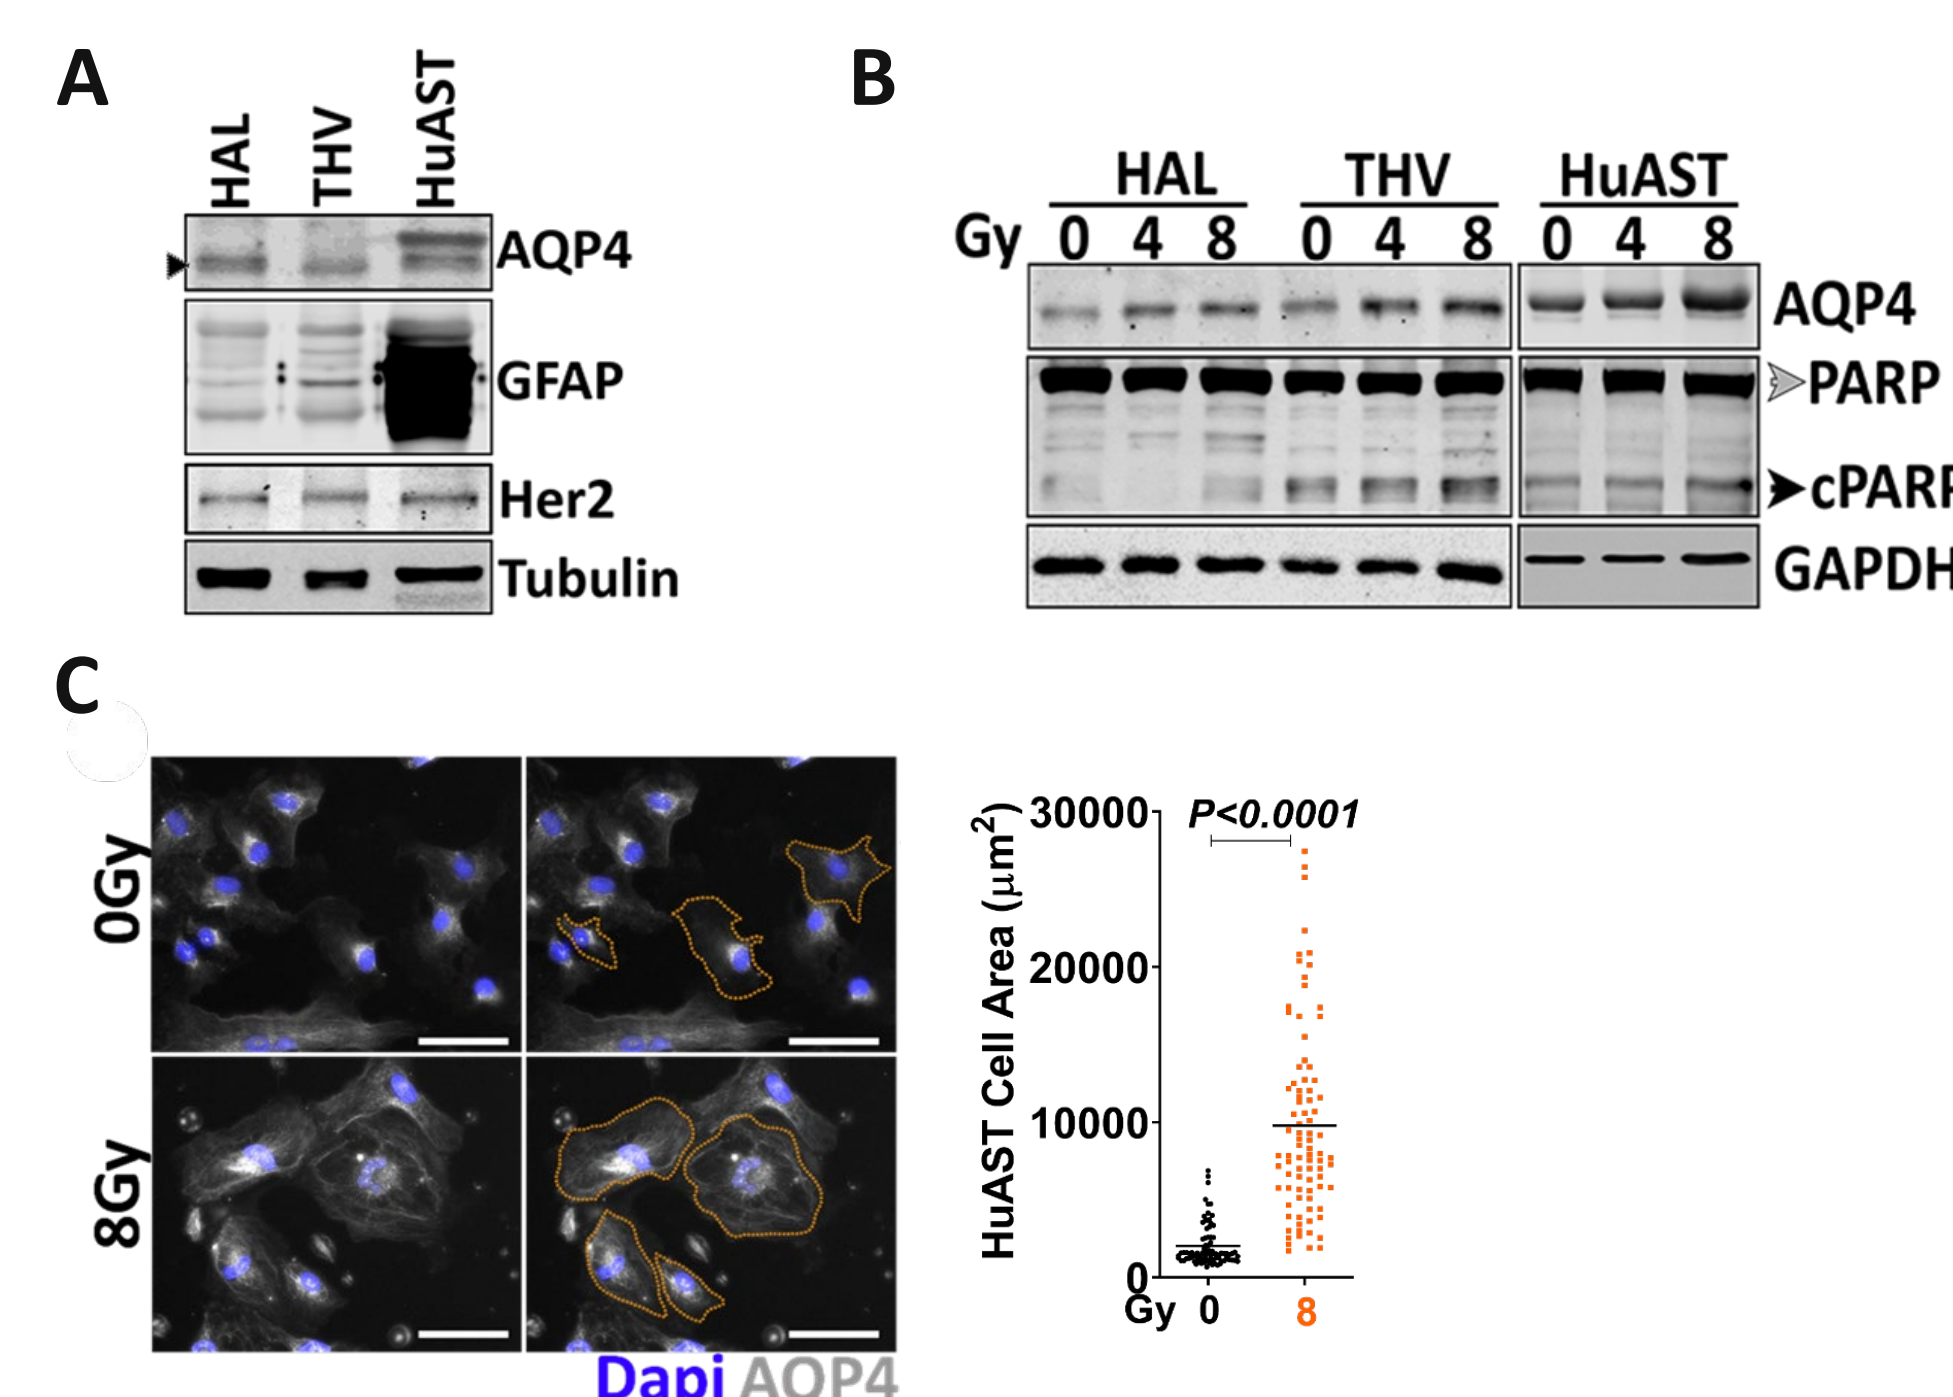 A
HAL
THV
HuAST
AQP4
GFAP
Her2
Tubulin
B
HAL THV HuAST
Gy 0 4 8 0 4 8 0 4 8
AQP4
PARP
cPARP
GAPDH
C
0Gy
8Gy
Dapi AQP4
HuAST Cell Area (μm²)
30000
20000
10000
0
P<0.0001
Gy 0 8